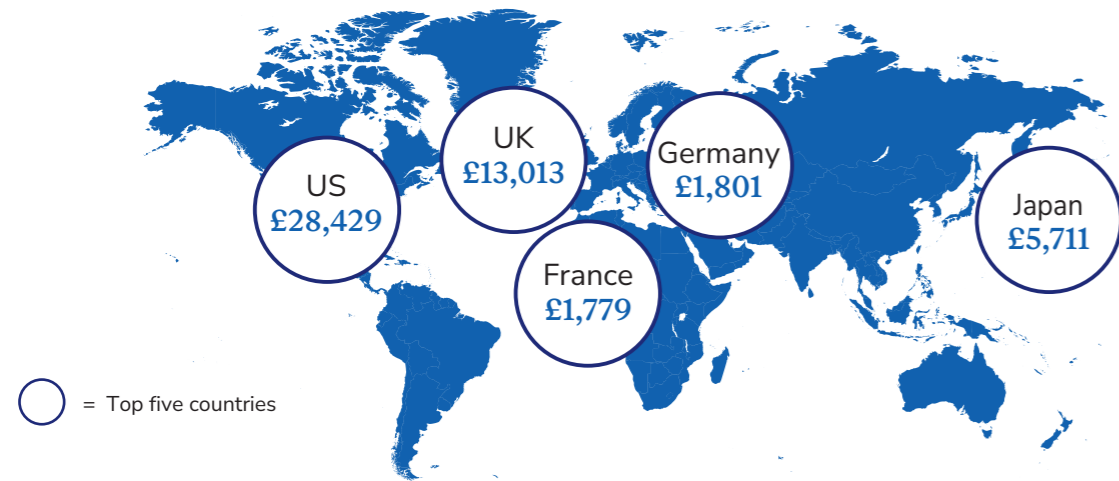 UK
£13,013
Germany
£1,801
US
£28,429
Japan
£5,711
France
£1,779
= Top five countries